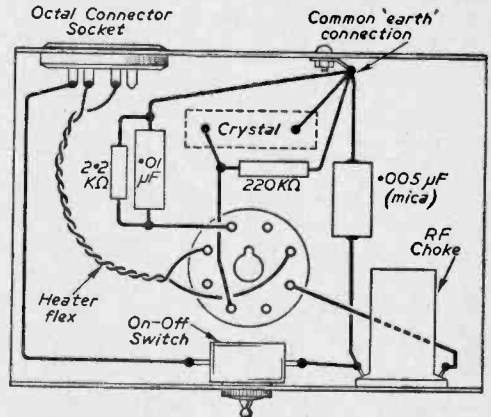 Octal Connector
Socket
Common 'earth'
connection
Crystal
2·2
KΩ
·01
μF
220KΩ
·005 μF
(mica)
RF
Choke
Heater
flex
On-Off
Switch